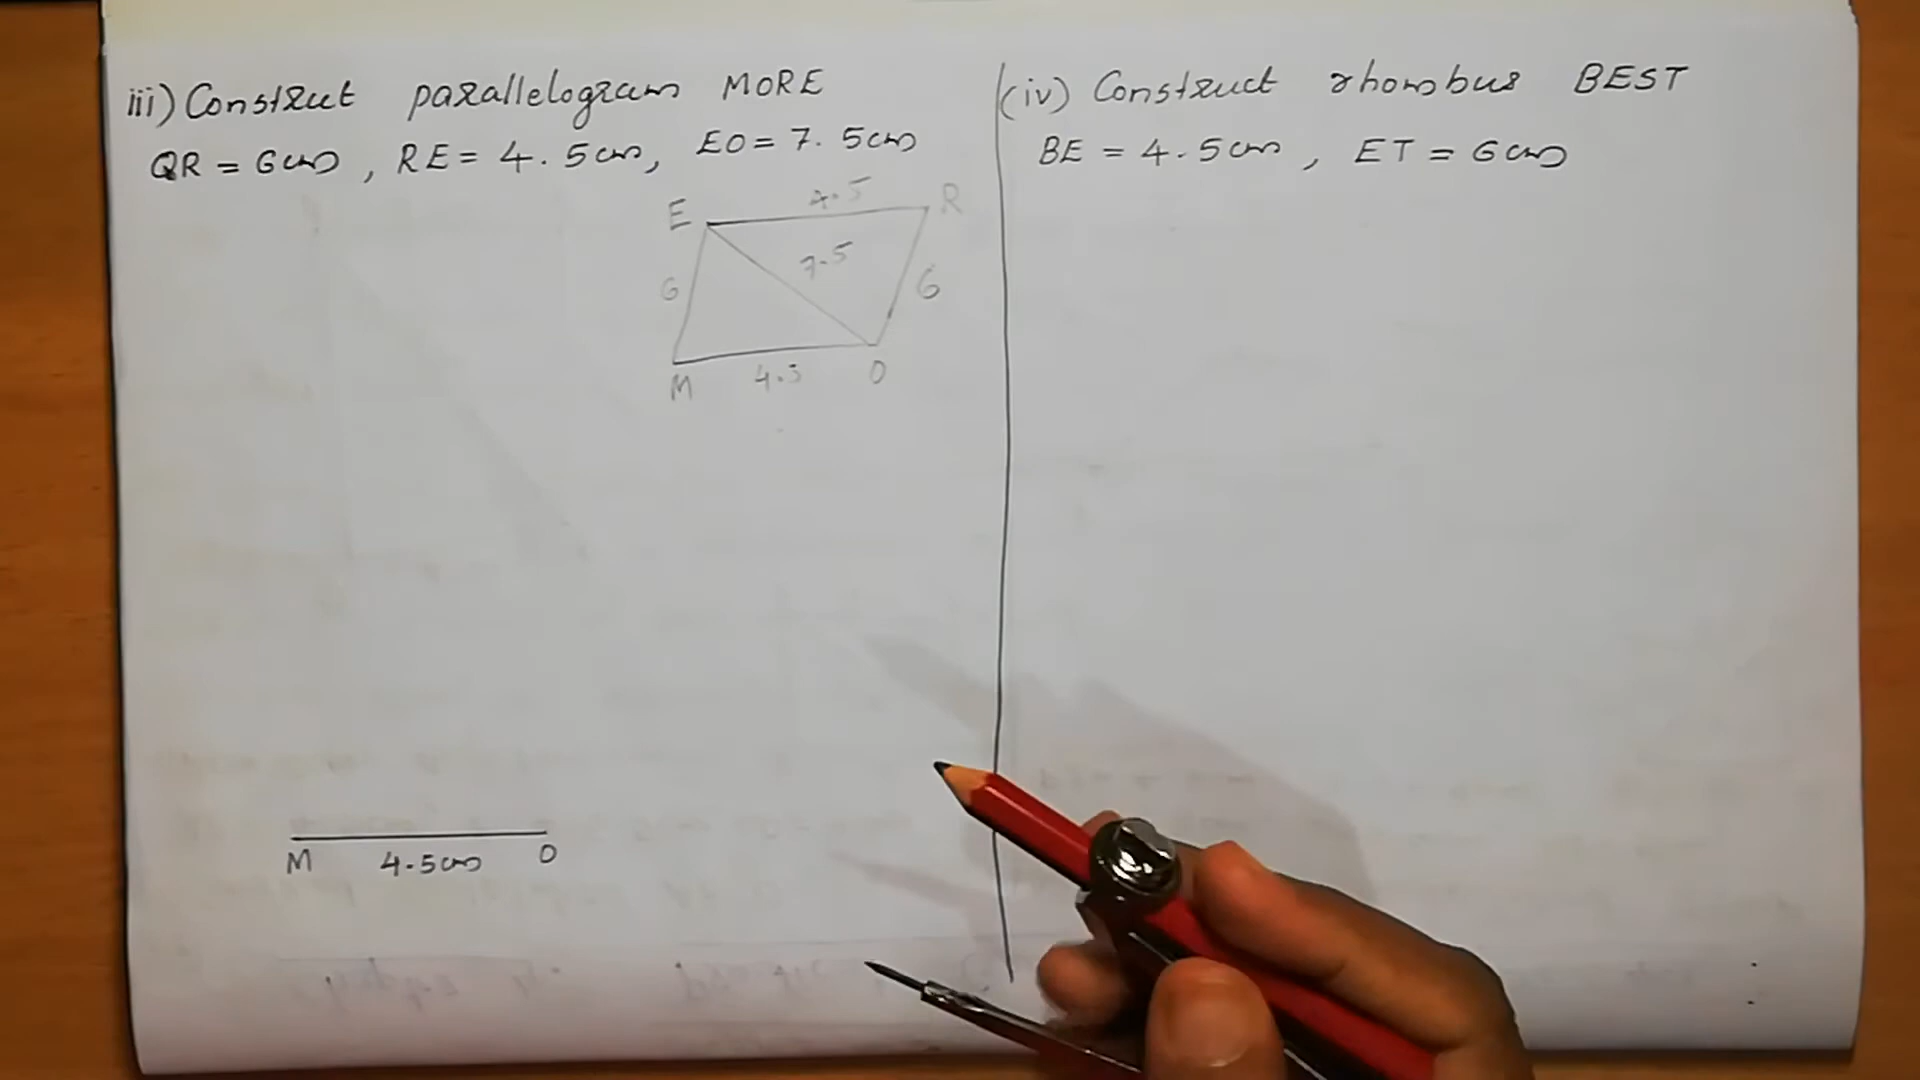 iii) Construct parallelogram MORE
QR = 6cm, RE = 4.5cm, EO = 7.5cm
4.5
E
R
7.5
6
6
M
4.5
O
M
4.5cm
O
(iv) Construct rhombus BEST
BE = 4.5cm, ET = 6cm